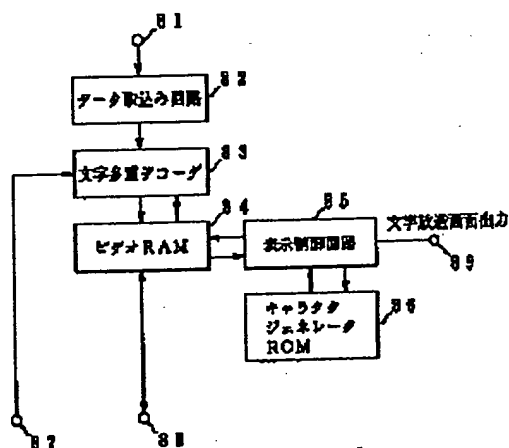 81
82
データ取込み回路
83
文字多重デコーダ
84
ビデオRAM
85
表示制御回路
文字放送画面出力
89
キャラクタ
ジェネレータ
ROM
86
87
88